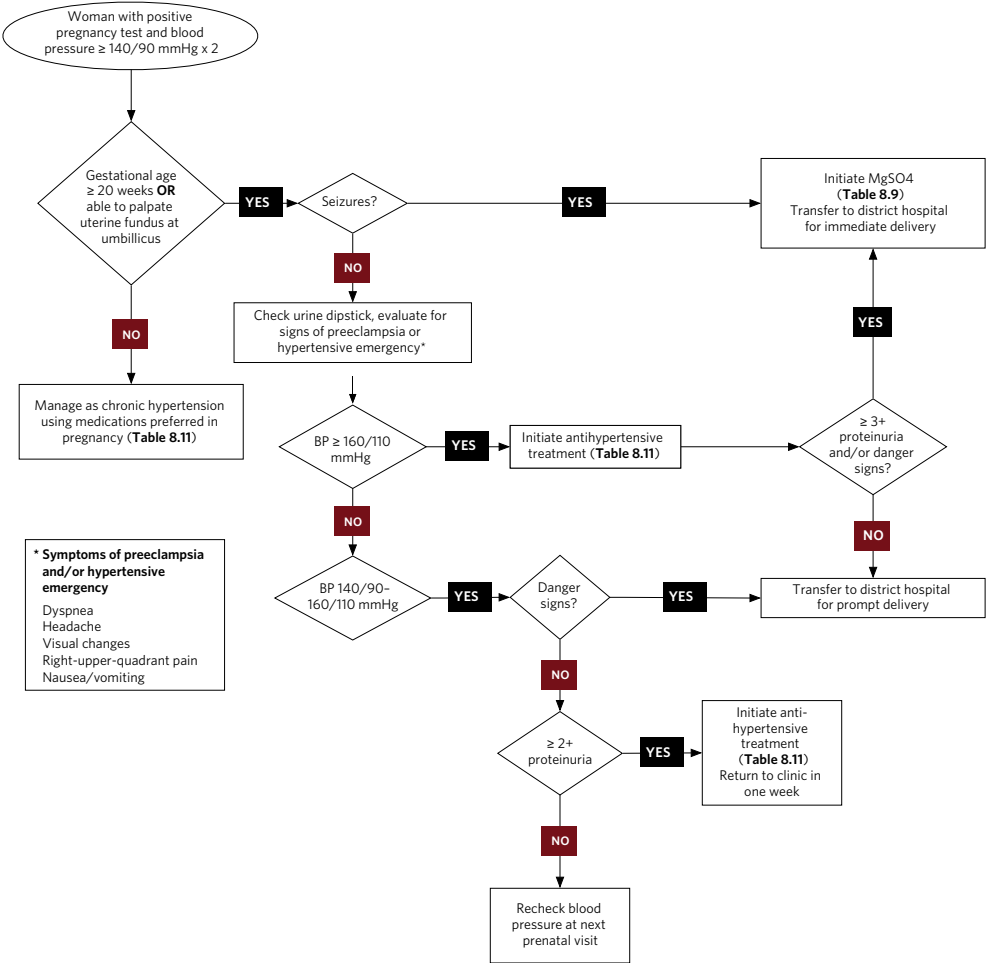 Woman with positive
pregnancy test and blood
pressure ≥ 140/90 mmHg x 2
Gestational age
≥ 20 weeks OR
able to palpate
uterine fundus at
umbillicus
YES
Seizures?
YES
Initiate MgSO4
(Table 8.9)
Transfer to district hospital
for immediate delivery
NO
NO
Check urine dipstick, evaluate for
signs of preeclampsia or
hypertensive emergency*
YES
Manage as chronic hypertension
using medications preferred in
pregnancy (Table 8.11)
BP ≥ 160/110
mmHg
YES
Initiate antihypertensive
treatment (Table 8.11)
≥ 3+
proteinuria
and/or danger
signs?
NO
NO
* Symptoms of preeclampsia
and/or hypertensive
emergency
Dyspnea
Headache
Visual changes
Right-upper-quadrant pain
Nausea/vomiting
BP 140/90–
160/110 mmHg
YES
Danger
signs?
YES
Transfer to district hospital
for prompt delivery
NO
≥ 2+
proteinuria
YES
Initiate anti-
hypertensive
treatment
(Table 8.11)
Return to clinic in
one week
NO
Recheck blood
pressure at next
prenatal visit